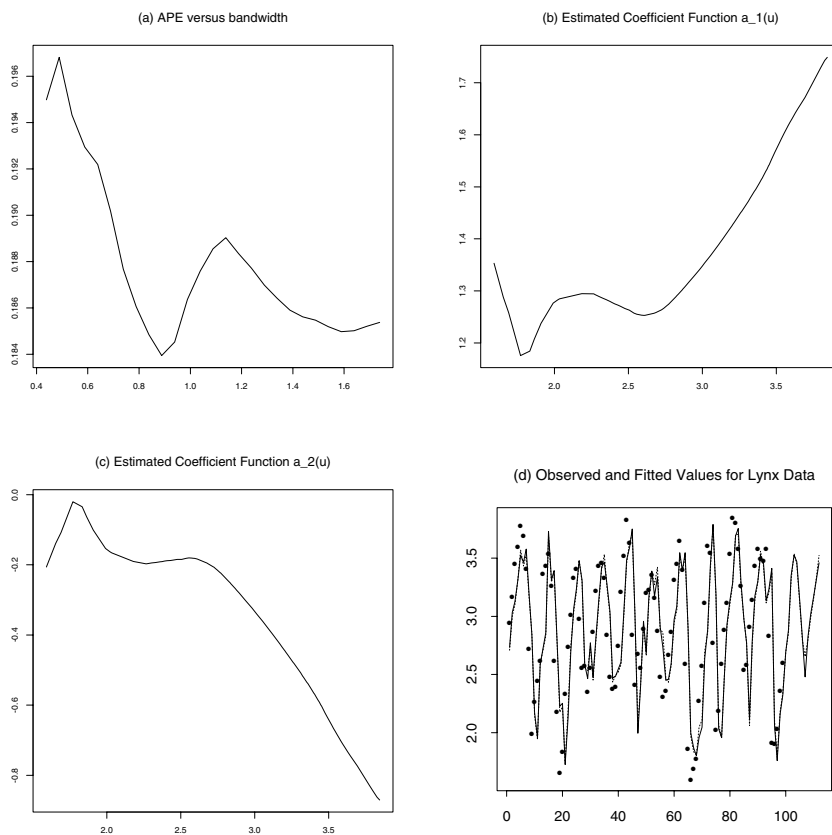 (a) APE versus bandwidth
0.184 0.186 0.188 0.190 0.192 0.194 0.196
0.4 0.6 0.8 1.0 1.2 1.4 1.6
(b) Estimated Coefficient Function a_1(u)
1.2 1.3 1.4 1.5 1.6 1.7
2.0 2.5 3.0 3.5
(c) Estimated Coefficient Function a_2(u)
-0.8 -0.6 -0.4 -0.2 0.0
2.0 2.5 3.0 3.5
(d) Observed and Fitted Values for Lynx Data
2.0 2.5 3.0 3.5
0 20 40 60 80 100